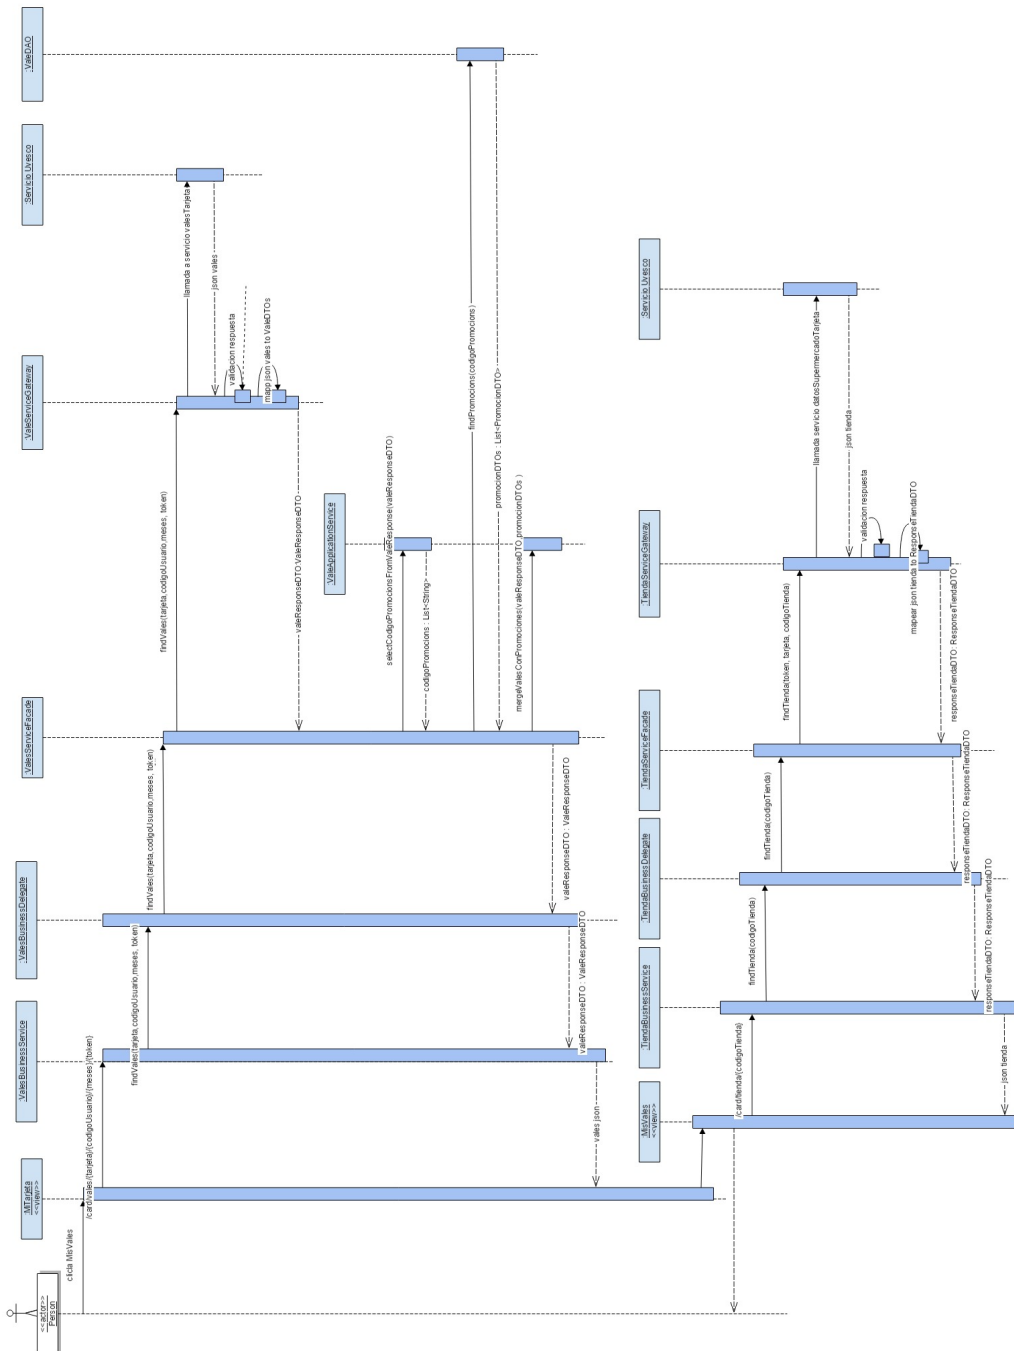 <<actor>>
Person
:MiTarjeta
<<view>>
:ValesBusinessService
:ValesBusinessDelegate
:ValesServiceFacade
:ValeApplicationService
:ValeServiceGateway
:Servicio Uvesco
:ValeDAO
clicla MisVales
/card/vales/{tarjeta}/{codigoUsuario}/{meses}/{token}
findVales(tarjeta,codigoUsuario,meses, token)
findVales(tarjeta,codigoUsuario,meses, token)
findVales(tarjeta,codigoUsuario,meses, token)
llamada a servicio valesTarjeta
json vales
validacion respuesta
mapp json vales to ValeDTOs
valeResponseDTO:ValeResponseDTO
selectCodigoPromocionsFromValeResponse(valeResponseDTO)
codigoPromocions : List<String>
findPromocions(codigoPromocions)
promocionDTOs : List<PromocionDTO>
mergeValesConPromociones(valeResponseDTO,promocionDTOs )
valeResponseDTO : ValeResponseDTO
valeResponseDTO : ValeResponseDTO
vales json
:MisVales
<<view>>
:TiendaBusinessService
:TiendaBusinessDelegate
:TiendaServiceFacade
:TiendaServiceGateway
:Servicio Uvesco
/card/tienda/{codigoTienda}
findTienda(codigoTienda)
findTienda(codigoTienda)
findTienda(token, tarjeta, codigoTienda)
llamada servicio datosSupermercadoTarjeta
json tienda
validacion respuesta
mapear json tienda to ResponseTiendaDTO
responseTiendaDTO: ResponseTiendaDTO
responseTiendaDTO: ResponseTiendaDTO
responseTiendaDTO: ResponseTiendaDTO
json tienda